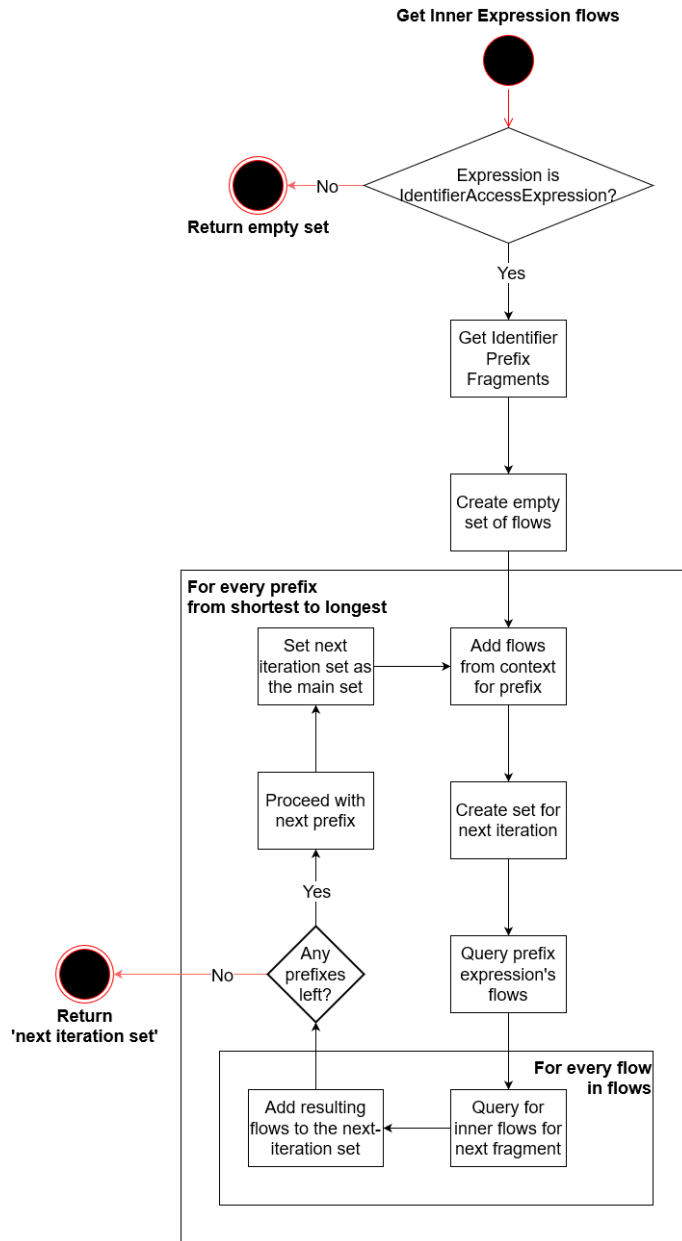 Get Inner Expression flows
Expression is
IdentifierAccessExpression?
No
Return empty set
Yes
Get Identifier
Prefix
Fragments
Create empty
set of flows
For every prefix
from shortest to longest
Set next
iteration set as
the main set
Add flows
from context
for prefix
Proceed with
next prefix
Create set for
next iteration
Yes
Any
prefixes
left?
No
Return
'next iteration set'
Query prefix
expression's
flows
For every flow
in flows
Add resulting
flows to the next-
iteration set
Query for
inner flows for
next fragment